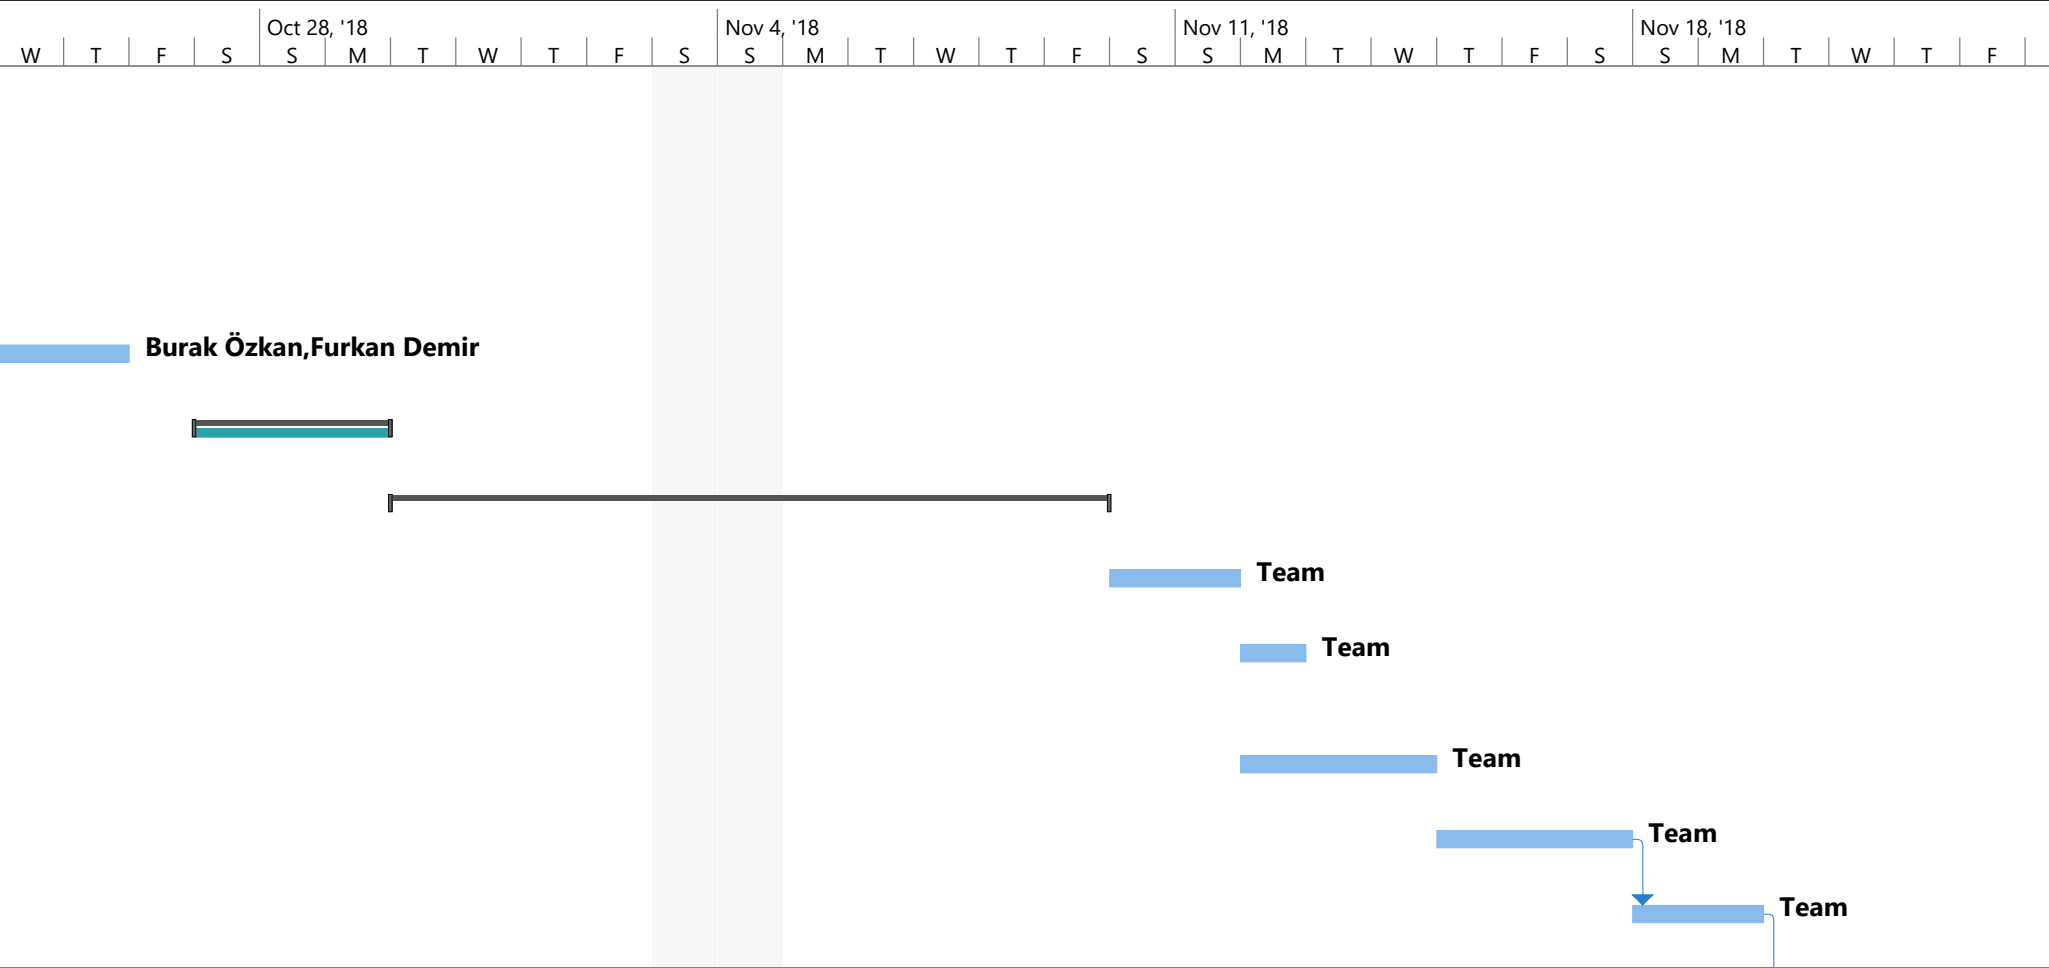 Oct 28, '18 Nov 4, '18 Nov 11, '18 Nov 18, '18
W T F S S M T W T F S S M T W T F S S M T W T F S S M T W T F
Burak Özkan,Furkan Demir
Team
Team
Team
Team
Team